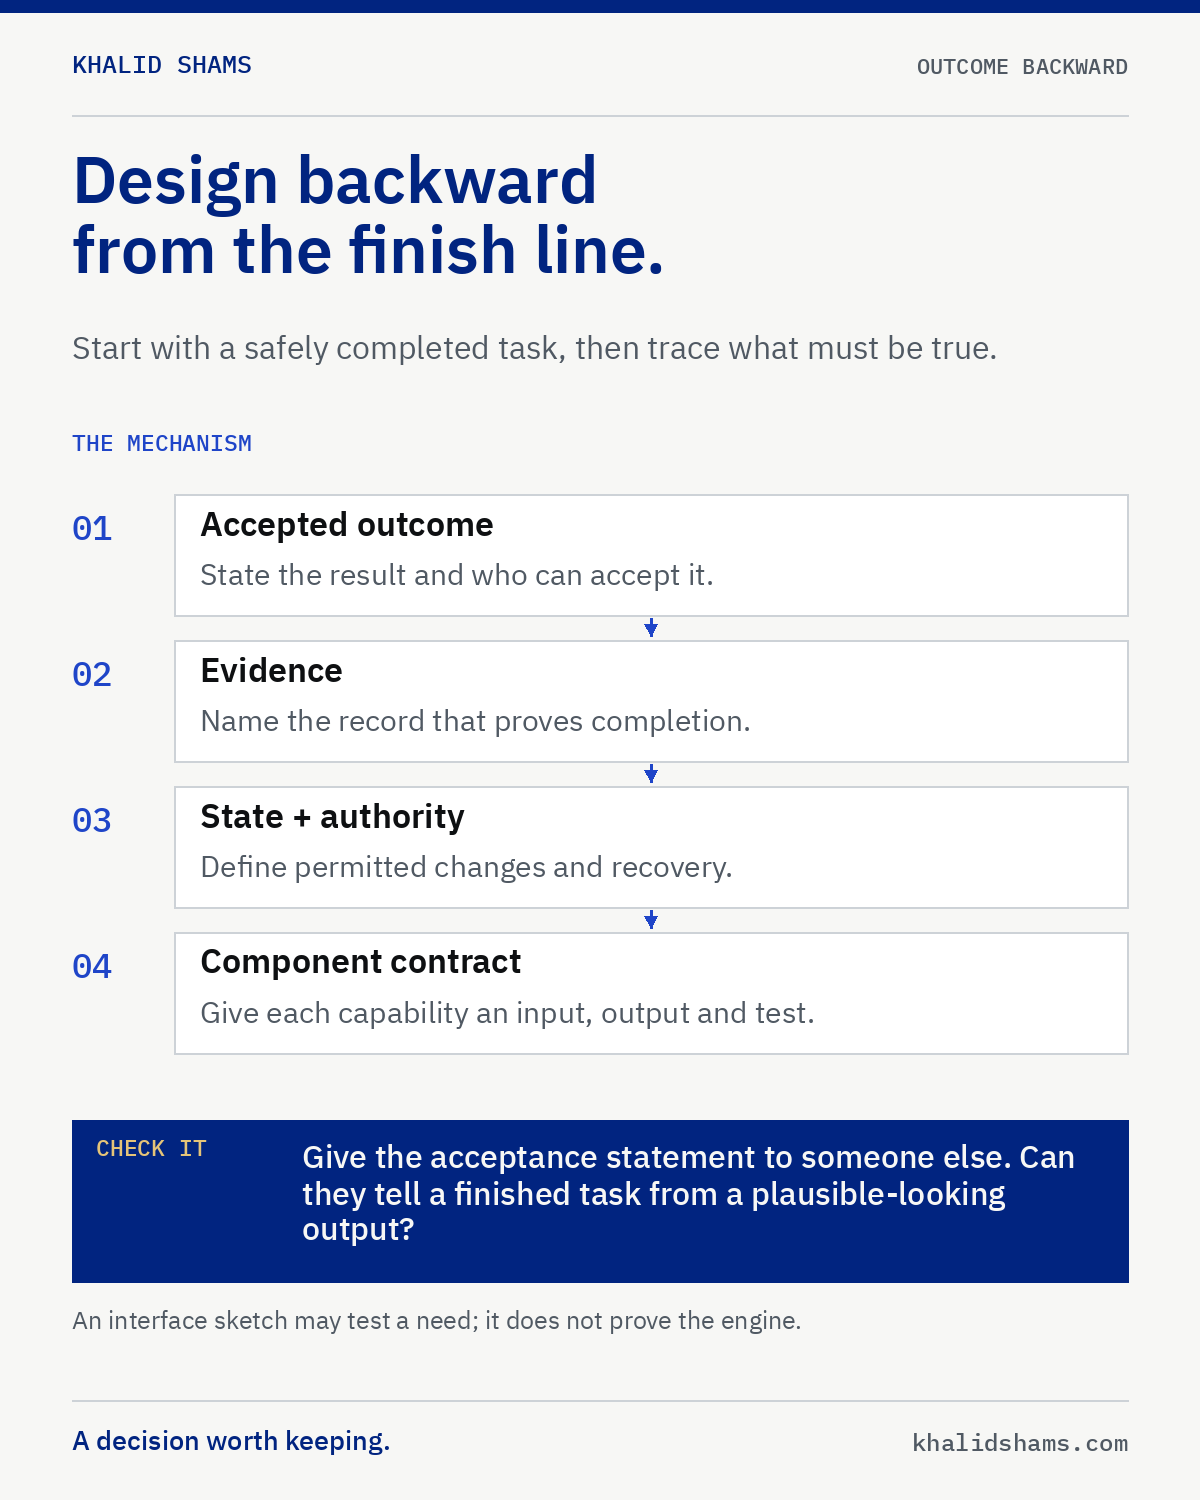 KHALID SHAMS
OUTCOME BACKWARD
Design backward
from the finish line.
Start with a safely completed task, then trace what must be true.
THE MECHANISM
01
Accepted outcome
State the result and who can accept it.
02
Evidence
Name the record that proves completion.
03
State + authority
Define permitted changes and recovery.
04
Component contract
Give each capability an input, output and test.
CHECK IT
Give the acceptance statement to someone else. Can
they tell a finished task from a plausible-looking
output?
An interface sketch may test a need; it does not prove the engine.
A decision worth keeping.
khalidshams.com